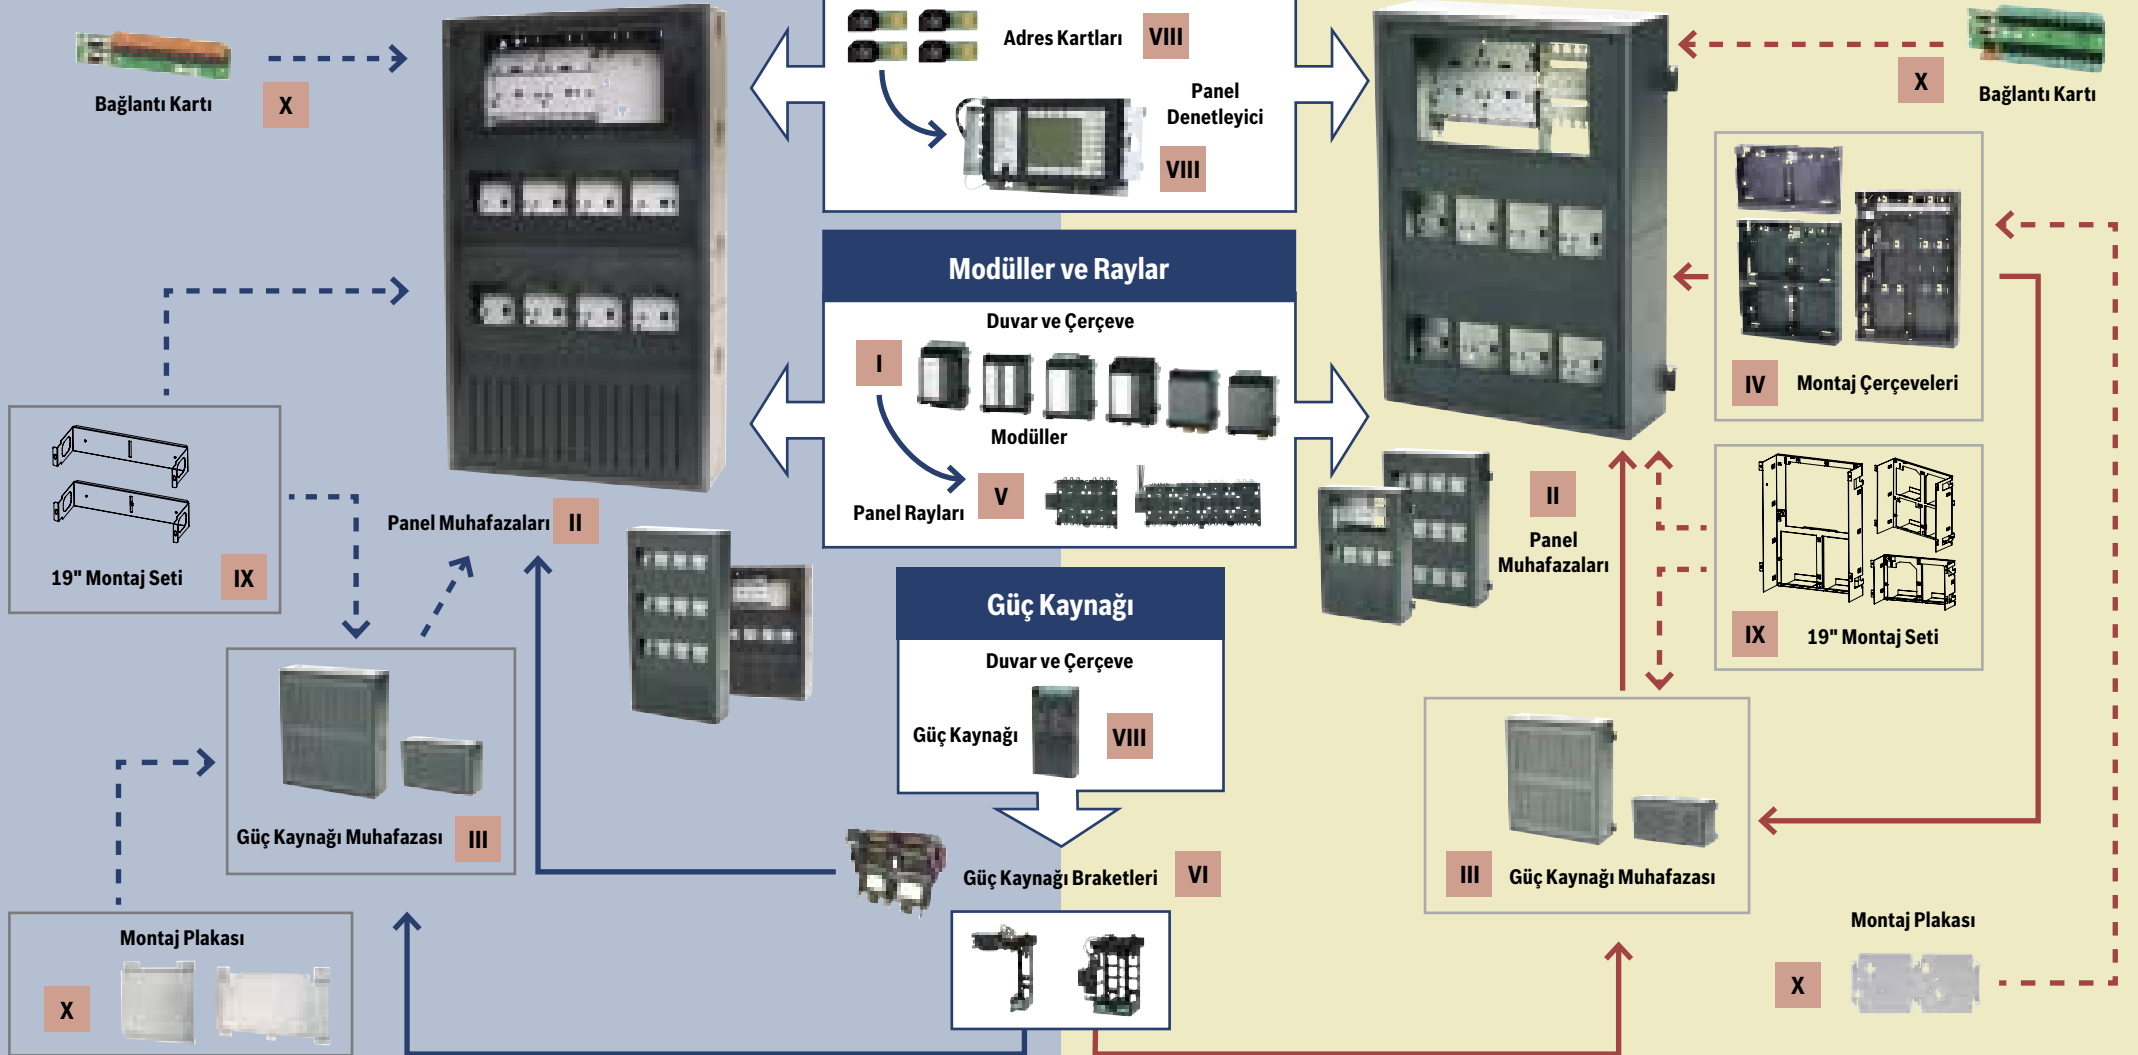 Bağlantı Kartı
X
Adres Kartları VIII
Panel
Denetleyici
VIII
X
Bağlantı Kartı
Modüller ve Raylar
Duvar ve Çerçeve
I
Modüller
Panel Rayları V
IV Montaj Çerçeveleri
Panel Muhafazaları II
II
Panel
Muhafazaları
19" Montaj Seti IX
IX 19" Montaj Seti
Güç Kaynağı
Duvar ve Çerçeve
Güç Kaynağı VIII
Güç Kaynağı Muhafazası III
Güç Kaynağı Braketleri VI
III Güç Kaynağı Muhafazası
Montaj Plakası
X
Montaj Plakası
X